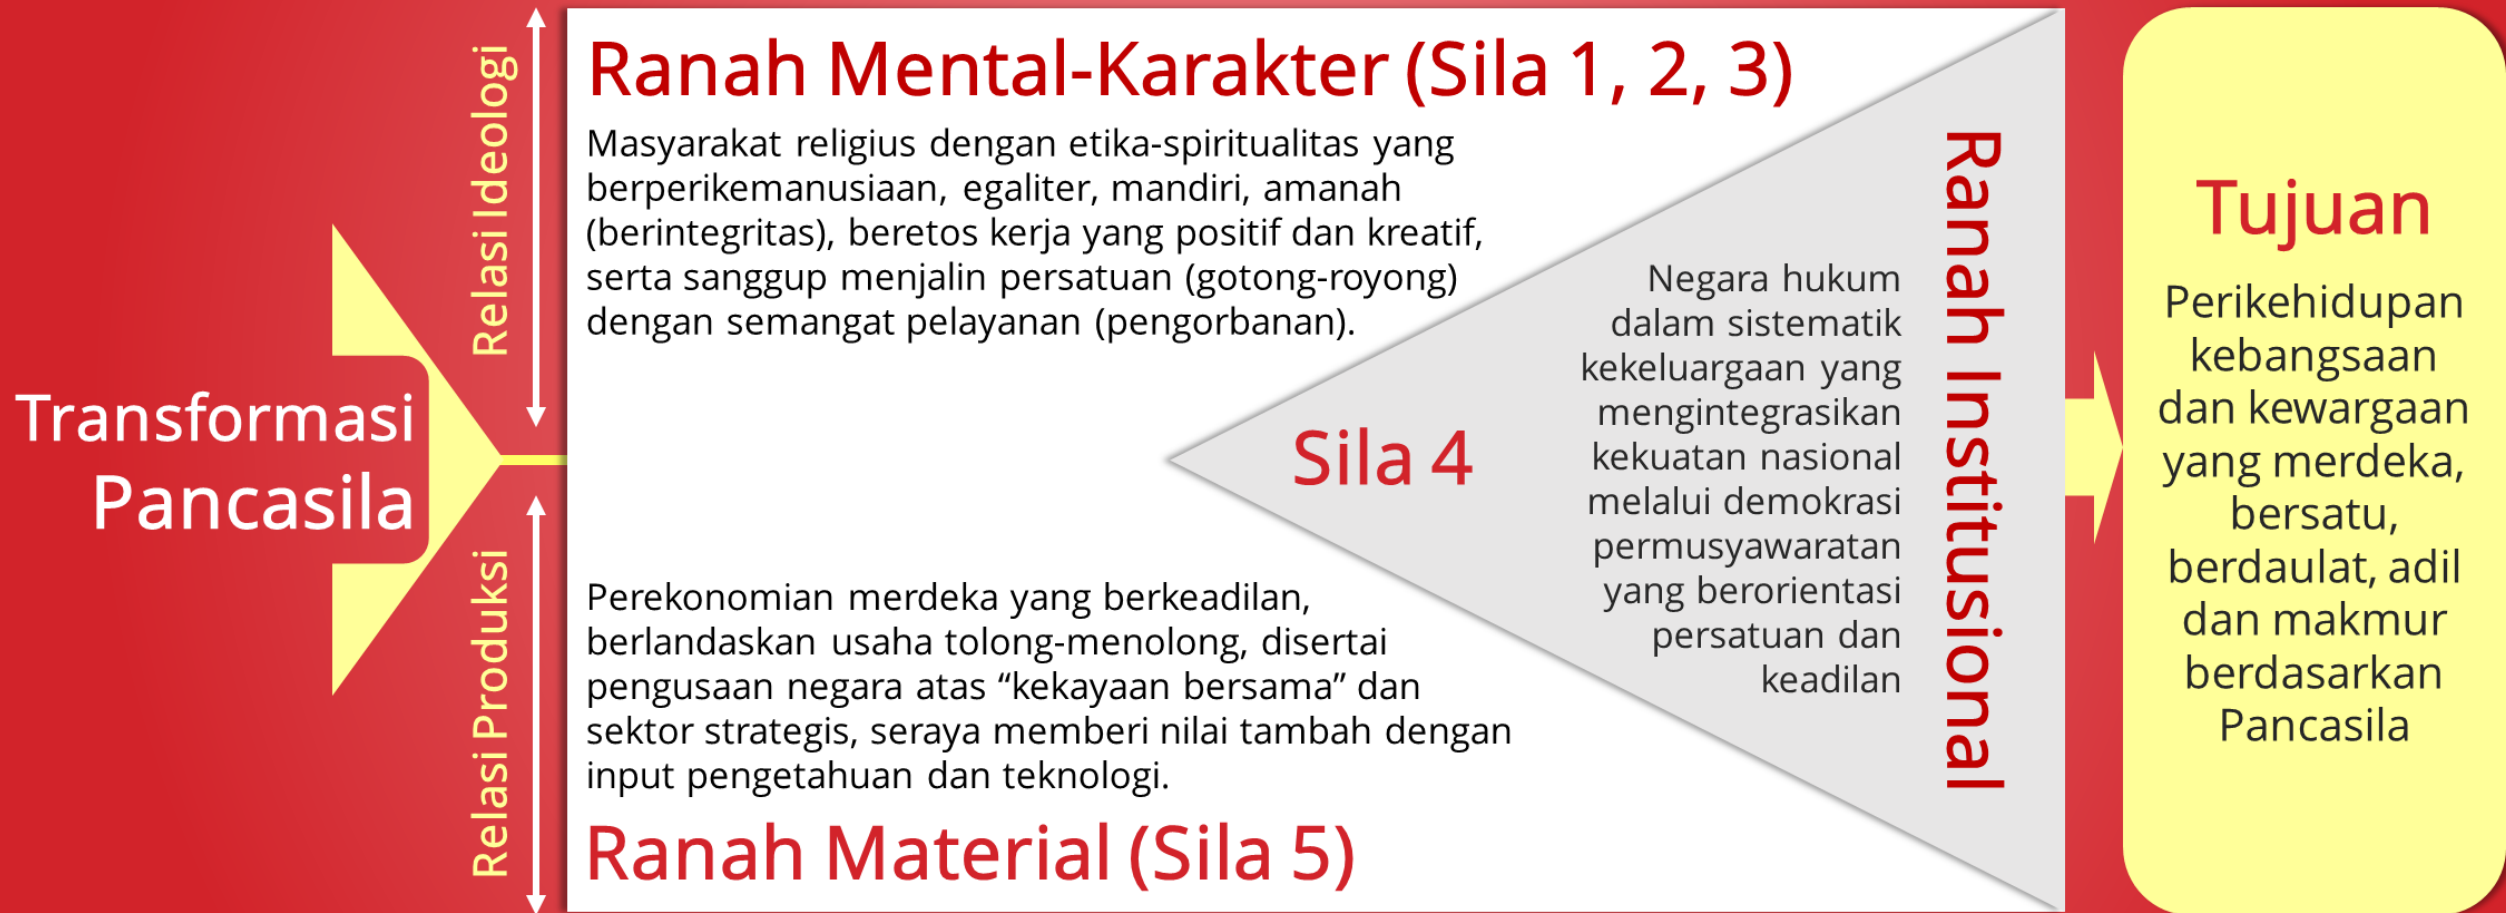 Transformasi
Pancasila
Relasi Ideologi
Relasi Produksi
Ranah Mental-Karakter (Sila 1, 2, 3)
Masyarakat religius dengan etika-spiritualitas yang
berperikemanusiaan, egaliter, mandiri, amanah
(berintegritas), beretos kerja yang positif dan kreatif,
serta sanggup menjalin persatuan (gotong-royong)
dengan semangat pelayanan (pengorbanan).
Perekonomian merdeka yang berkeadilan,
berlandaskan usaha tolong-menolong, disertai
pengusaan negara atas “kekayaan bersama” dan
sektor strategis, seraya memberi nilai tambah dengan
input pengetahuan dan teknologi.
Ranah Material (Sila 5)
Sila 4
Negara hukum
dalam sistematik
kekeluargaan yang
mengintegrasikan
kekuatan nasional
melalui demokrasi
permusyawaratan
yang berorientasi
persatuan dan
keadilan
Ranah Institusional
Tujuan
Perikehidupan
kebangsaan
dan kewargaan
yang merdeka,
bersatu,
berdaulat, adil
dan makmur
berdasarkan
Pancasila